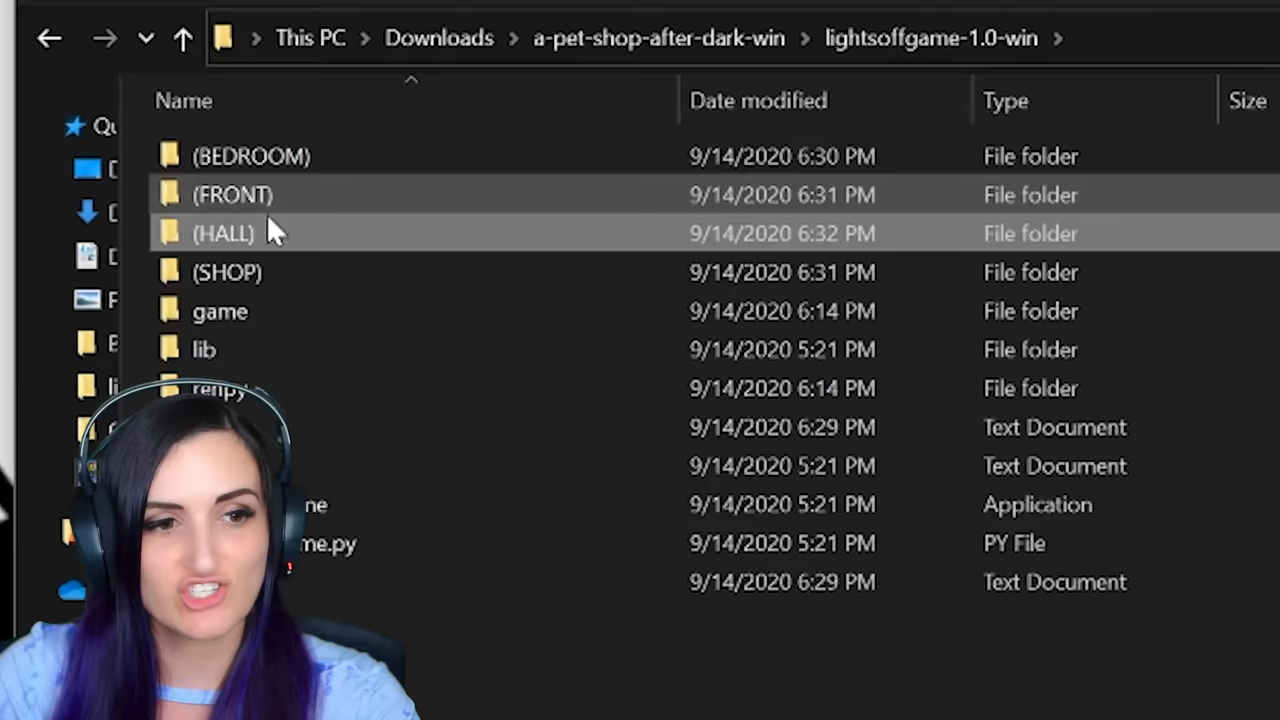 This PC Downloads a-pet-shop-after-dark-win lightsoffgame-1.0-win
Name Date modified Type Size
(BEDROOM) 9/14/2020 6:30 PM File folder
(FRONT) 9/14/2020 6:31 PM File folder
(HALL) 9/14/2020 6:32 PM File folder
(SHOP) 9/14/2020 6:31 PM File folder
game 9/14/2020 6:14 PM File folder
lib 9/14/2020 5:21 PM File folder
renpy 9/14/2020 6:14 PM File folder
9/14/2020 6:29 PM Text Document
9/14/2020 5:21 PM Text Document
ne 9/14/2020 5:21 PM Application
me.py 9/14/2020 5:21 PM PY File
9/14/2020 6:29 PM Text Document